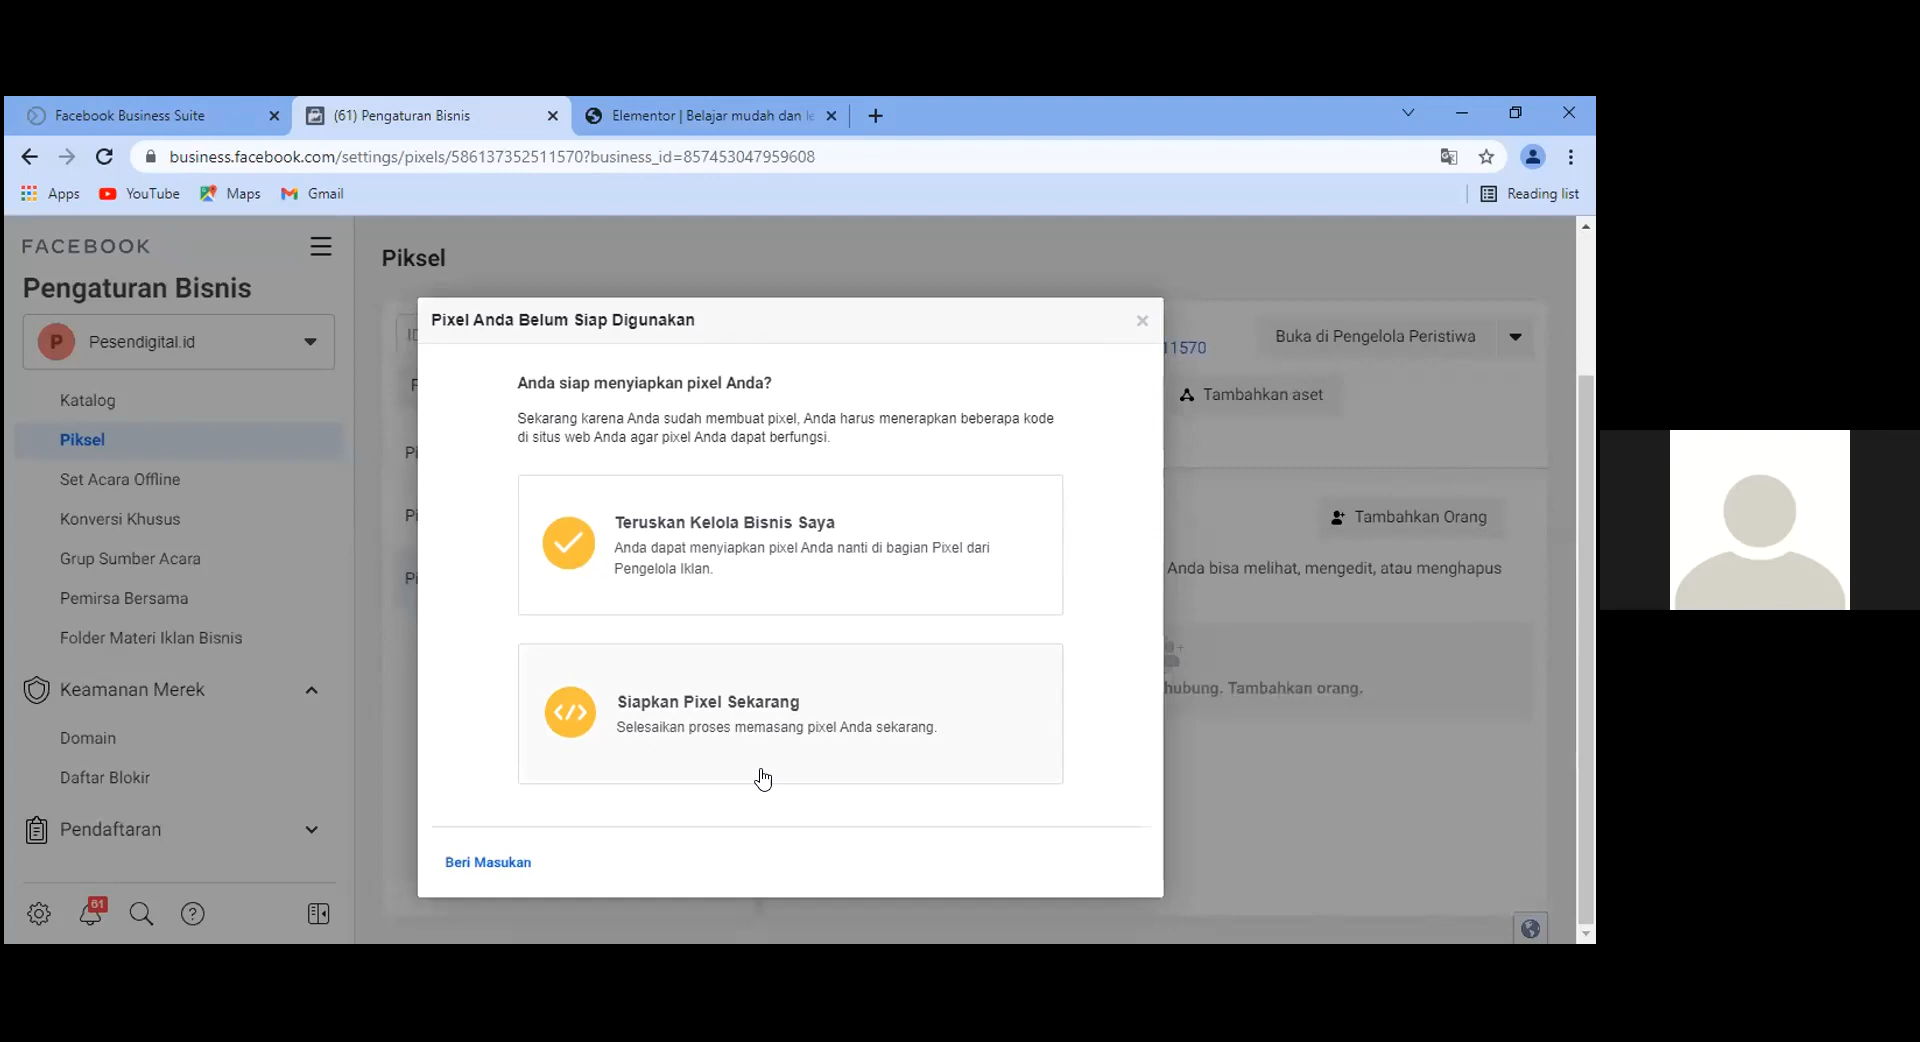 Facebook Business Suite
(61) Pengaturan Bisnis
Elementor | Belajar mudah dan
business.facebook.com/settings/pixels/586137352511570?business_id=857453047959608
Apps
YouTube
Maps
Gmail
Reading list
FACEBOOK
Pengaturan Bisnis
P
Pesendigital.id
Katalog
Piksel
Set Acara Offline
Konversi Khusus
Grup Sumber Acara
Pemirsa Bersama
Folder Materi Iklan Bisnis
Keamanan Merek
Domain
Daftar Blokir
Pendaftaran
61
Piksel
Pixel Anda Belum Siap Digunakan
Anda siap menyiapkan pixel Anda?
Sekarang karena Anda sudah membuat pixel, Anda harus menerapkan beberapa kode
di situs web Anda agar pixel Anda dapat berfungsi.
Teruskan Kelola Bisnis Saya
Anda dapat menyiapkan pixel Anda nanti di bagian Pixel dari
Pengelola Iklan.
Siapkan Pixel Sekarang
Selesaikan proses memasang pixel Anda sekarang.
Beri Masukan
11570
Buka di Pengelola Peristiwa
Tambahkan aset
Tambahkan Orang
Anda bisa melihat, mengedit, atau menghapus
hubung. Tambahkan orang.